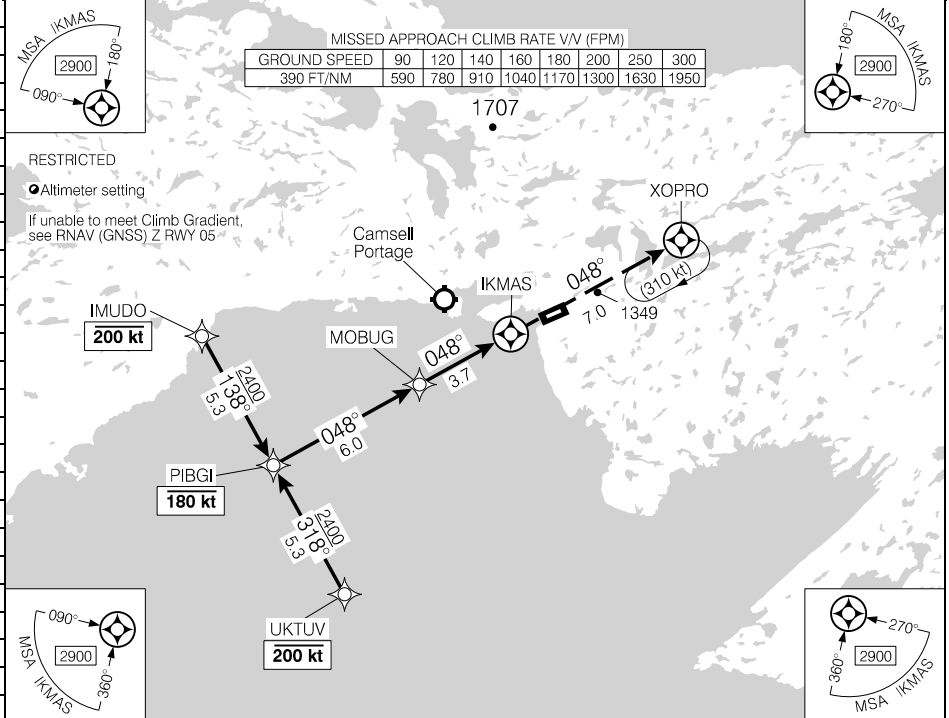 MSA IKMAS
2900
180°
090°
MISSED APPROACH CLIMB RATE V/V (FPM)
GROUND SPEED 90 120 140 160 180 200 250 300
390 FT/NM 590 780 910 1040 1170 1300 1630 1950
MSA IKMAS
180°
2900
270°
1707
RESTRICTED
Altimeter setting
If unable to meet Climb Gradient,
see RNAV (GNSS) Z RWY 05
XOPRO
Camsell
Portage
IKMAS
048°
(310 kt)
7.0
1349
IMUDO
200 kt
MOBUG
048°
3.7
2400
138°
5.3
048°
6.0
PIBGI
180 kt
2400
318°
5.3
UKTUV
200 kt
090°
MSA IKMAS
2900
360°
270°
360°
2900
MSA IKMAS